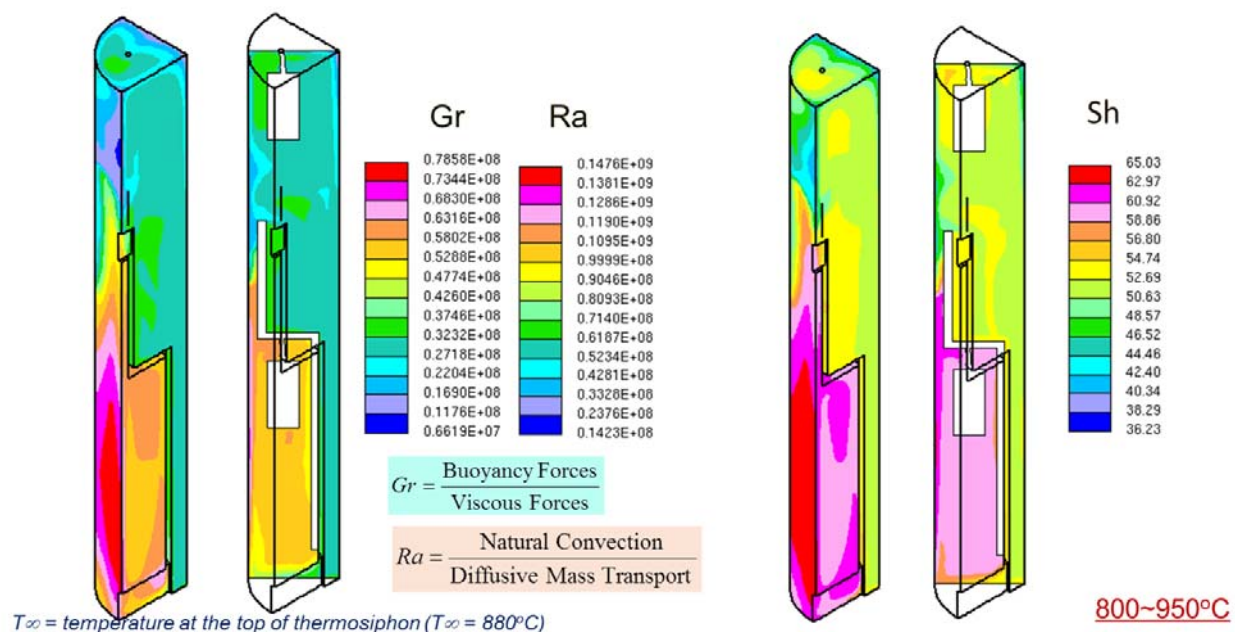 Gr
Ra
0.7858E+08
0.7344E+08
0.6830E+08
0.6316E+08
0.5802E+08
0.5288E+08
0.4774E+08
0.4260E+08
0.3746E+08
0.3232E+08
0.2718E+08
0.2204E+08
0.1690E+08
0.1176E+08
0.6619E+07
0.1476E+09
0.1381E+09
0.1286E+09
0.1190E+09
0.1095E+09
0.9999E+08
0.9046E+08
0.8093E+08
0.7140E+08
0.6187E+08
0.5234E+08
0.4281E+08
0.3328E+08
0.2376E+08
0.1423E+08
Gr = Buoyancy Forces
Viscous Forces
Ra = Natural Convection
Diffusive Mass Transport
T∞ = temperature at the top of thermosiphon (T∞ = 880°C)
Sh
65.03
62.97
60.92
58.86
56.80
54.74
52.69
50.63
48.57
46.52
44.46
42.40
40.34
38.29
36.23
800~950°C